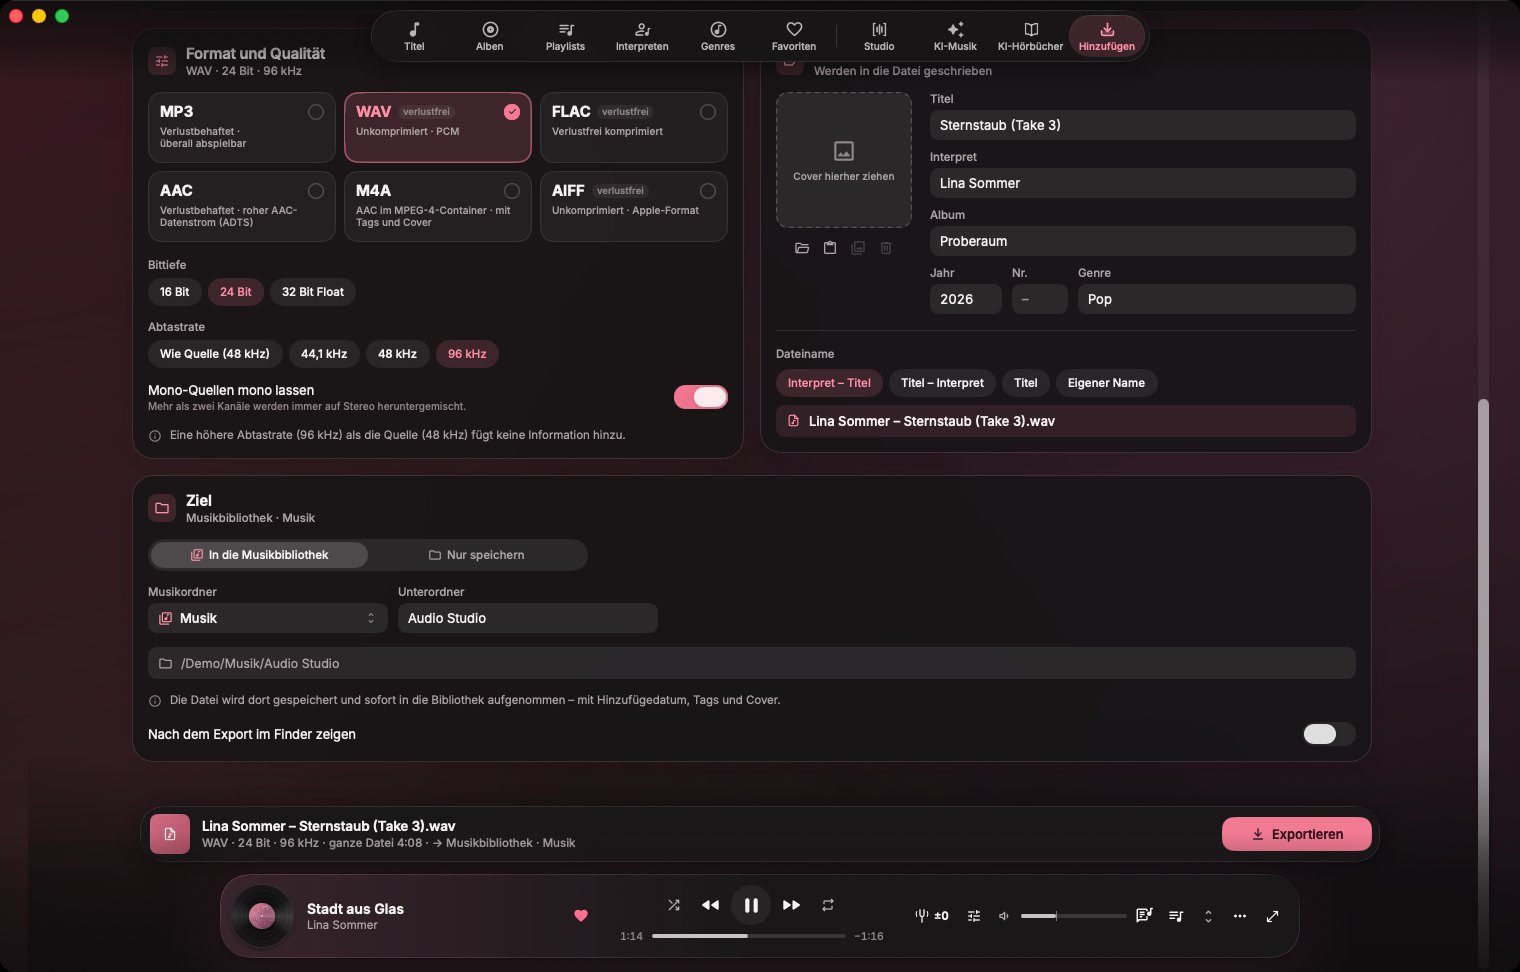 Titel
Alben
Playlists
Interpreten
Genres
Favoriten
Studio
KI-Musik
KI-Hörbücher
Hinzufügen
Format und Qualität
WAV · 24 Bit · 96 kHz
MP3
Verlustbehaftet ·
überall abspielbar
WAV verlustfrei
Unkomprimiert · PCM
FLAC verlustfrei
Verlustfrei komprimiert
AAC
Verlustbehaftet · roher AAC-
Datenstrom (ADTS)
M4A
AAC im MPEG-4-Container · mit
Tags und Cover
AIFF verlustfrei
Unkomprimiert · Apple-Format
Bittiefe
16 Bit
24 Bit
32 Bit Float
Abtastrate
Wie Quelle (48 kHz)
44,1 kHz
48 kHz
96 kHz
Mono-Quellen mono lassen
Mehr als zwei Kanäle werden immer auf Stereo heruntergemischt.
Eine höhere Abtastrate (96 kHz) als die Quelle (48 kHz) fügt keine Information hinzu.
Werden in die Datei geschrieben
Cover hierher ziehen
Titel
Sternstaub (Take 3)
Interpret
Lina Sommer
Album
Proberaum
Jahr
Nr.
Genre
2026
–
Pop
Dateiname
Interpret – Titel
Titel – Interpret
Titel
Eigener Name
Lina Sommer – Sternstaub (Take 3).wav
Ziel
Musikbibliothek · Musik
In die Musikbibliothek
Nur speichern
Musikordner
Unterordner
Musik
Audio Studio
/Demo/Musik/Audio Studio
Die Datei wird dort gespeichert und sofort in die Bibliothek aufgenommen – mit Hinzufügedatum, Tags und Cover.
Nach dem Export im Finder zeigen
Lina Sommer – Sternstaub (Take 3).wav
WAV · 24 Bit · 96 kHz · ganze Datei 4:08 · → Musikbibliothek · Musik
Exportieren
Stadt aus Glas
Lina Sommer
1:14
−1:16
±0